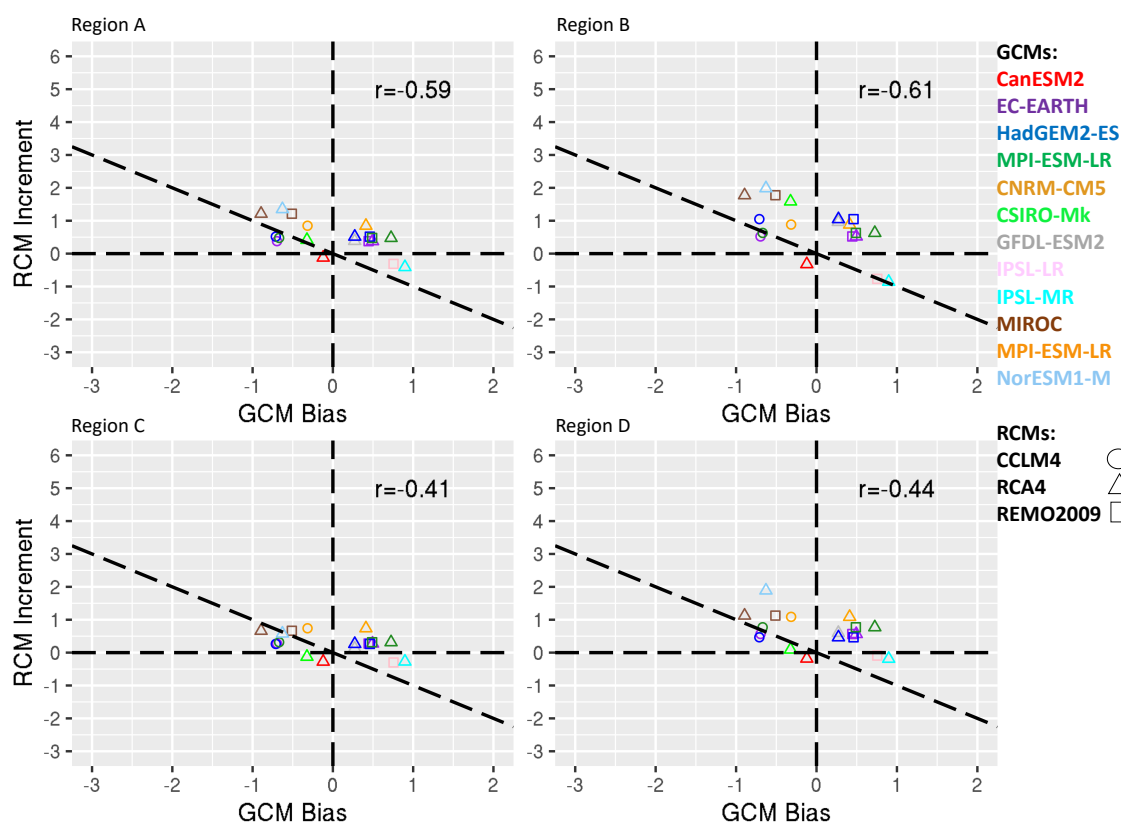 Region A
Region B
6
5
4
3
2
1
0
-1
-2
-3
r=-0.59
6
5
4
3
2
1
0
-1
-2
-3
r=-0.61
RCM Increment
-3
-2
-1
0
1
2
-3
-2
-1
0
1
2
GCM Bias
GCM Bias
GCMs:
CanESM2
EC-EARTH
HadGEM2-ES
MPI-ESM-LR
CNRM-CM5
CSIRO-Mk
GFDL-ESM2
IPSL-LR
IPSL-MR
MIROC
MPI-ESM-LR
NorESM1-M
Region C
Region D
6
5
4
3
2
1
0
-1
-2
-3
r=-0.41
6
5
4
3
2
1
0
-1
-2
-3
r=-0.44
RCM Increment
-3
-2
-1
0
1
2
-3
-2
-1
0
1
2
GCM Bias
GCM Bias
RCMs:
CCLM4
RCA4
REMO2009